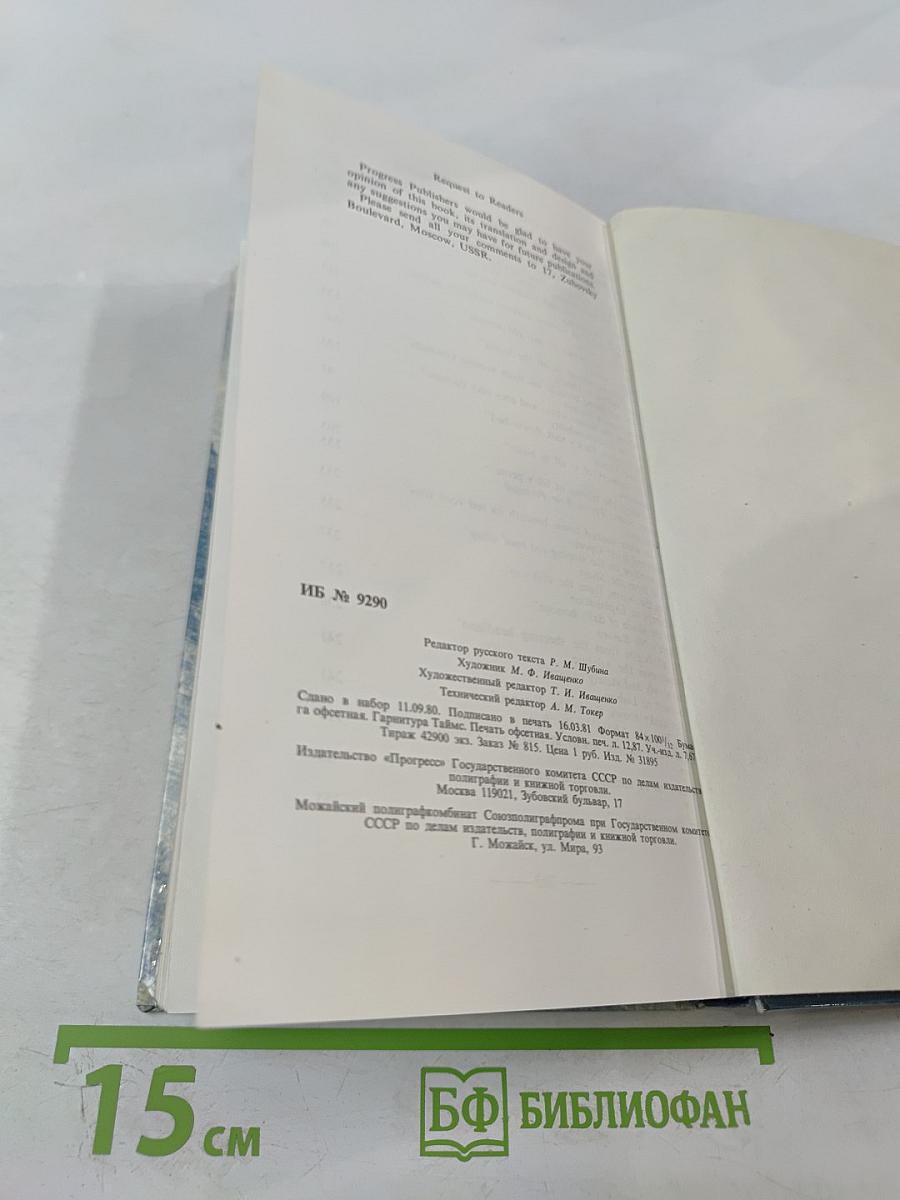 Request to Readers
Progress Publishers would be glad to have your
opinion of this book, its translation and design and
any suggestions you may have for future publications.
Please send all your comments to 17, Zubovsky
Boulevard, Moscow, USSR.
ИБ № 9290
Редактор русского текста Р. М. Шубина
Художник М. Ф. Иващенко
Художественный редактор Т. И. Иващенко
Технический редактор А. М. Токер
Сдано в набор 11.09.80. Подписано в печать 16.03.81 Формат 84×100¹/₃₂ Бума
га офсетная. Гарнитура Таймс. Печать офсетная. Условн. печ. л. 12,87. Уч.-изд. л. 7,67
Тираж 42900 экз. Заказ № 815. Цена 1 руб. Изд. № 31895
Издательство «Прогресс» Государственного комитета СССР по делам издательств
полиграфии и книжной торговли.
Москва 119021, Зубовский бульвар, 17
Можайский полиграфкомбинат Союзполиграфпрома при Государственном комитете
СССР по делам издательств, полиграфии и книжной торговли.
Г. Можайск, ул. Мира, 93
15 см
БФ БИБЛИОФАН